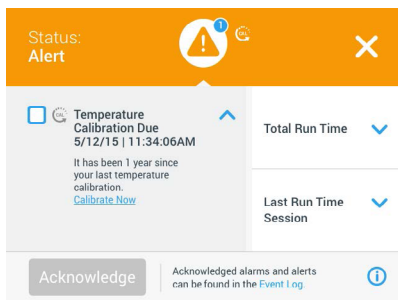 Status:
Alert
1
CAL
CAL
Temperature
Calibration Due
5/12/15 | 11:34:06AM
It has been 1 year since
your last temperature
calibration.
Calibrate Now
Total Run Time
Last Run Time
Session
Acknowledge
Acknowledged alarms and alerts
can be found in the Event Log.